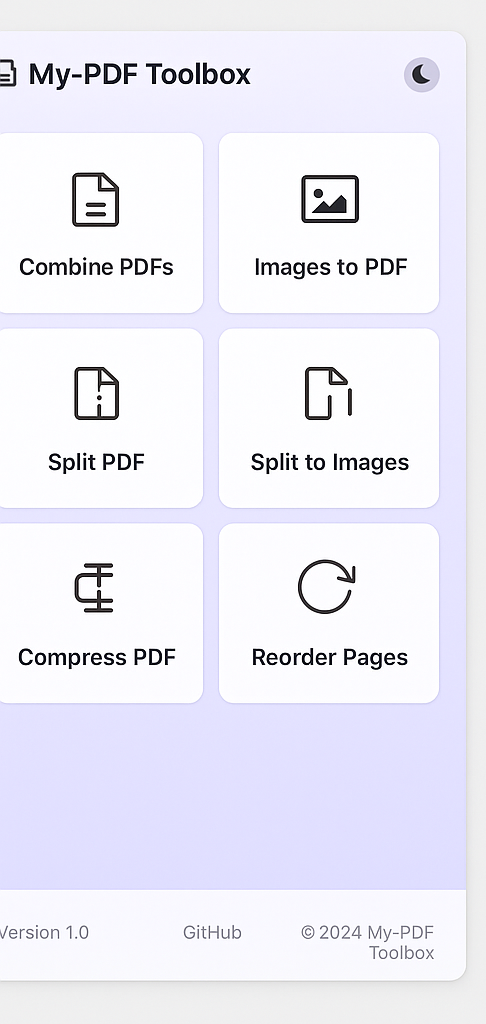 My-PDF Toolbox
Combine PDFs
Images to PDF
Split PDF
Split to Images
Compress PDF
Reorder Pages
Version 1.0
GitHub
© 2024 My-PDF
Toolbox